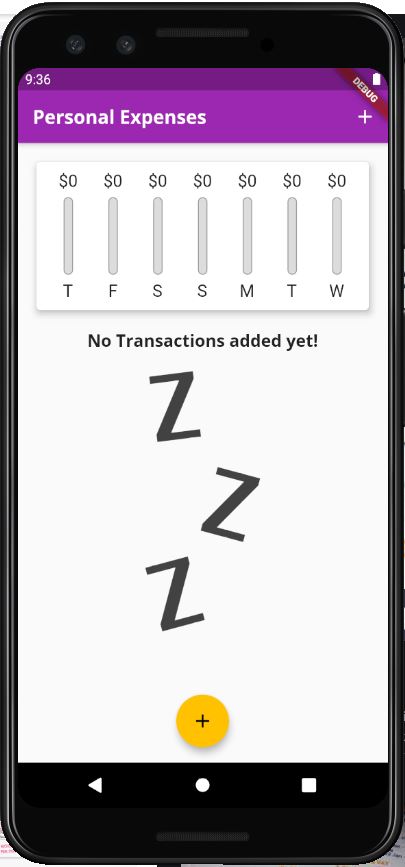 9:36
DEBUG
Personal Expenses
+
$0 $0 $0 $0 $0 $0 $0
T F S S M T W
No Transactions added yet!
Z
Z
Z
+